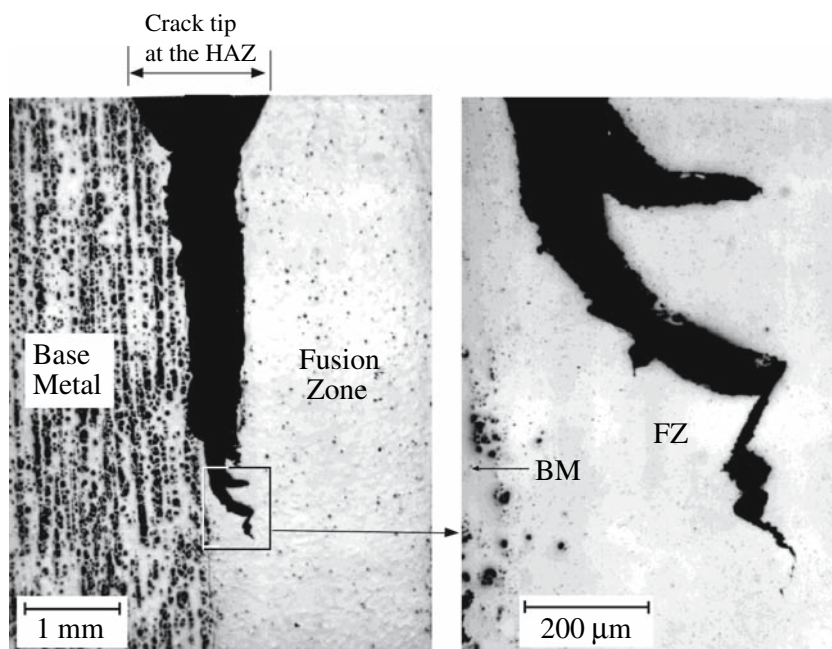 Crack tip
at the HAZ
Base
Metal
Fusion
Zone
1 mm
FZ
BM
200 μm